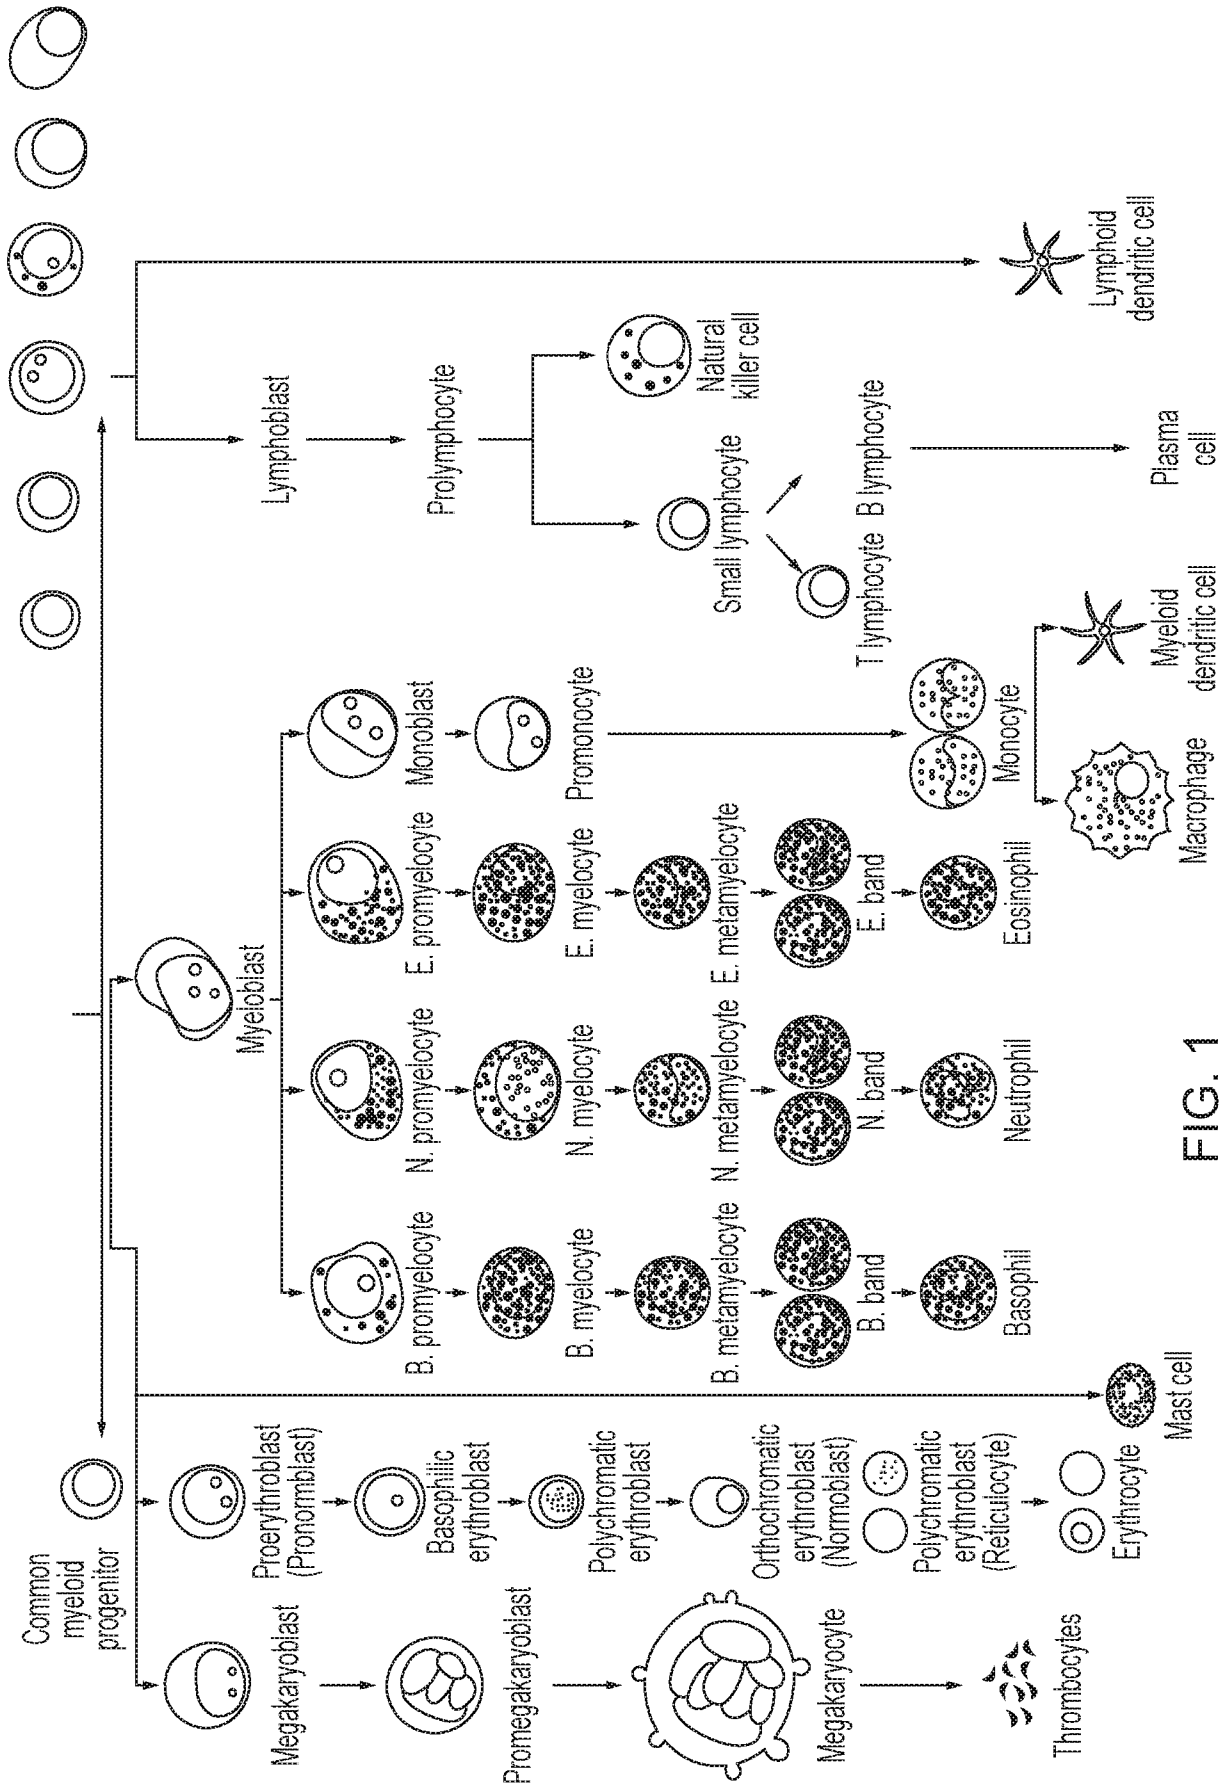 Common
myeloid
progenitor
Megakaryoblast
Promegakaryoblast
Megakaryocyte
Thrombocytes
Proerythroblast
(Pronormblast)
Basophilic
erythroblast
Polychromatic
erythroblast
Orthochromatic
erythroblast
(Normoblast)
Polychromatic
erythroblast
(Reticulocyte)
Erythrocyte
Mast cell
Myeloblast
B. promyelocyte
N. promyelocyte
E. promyelocyte
Monoblast
B. myelocyte
N. myelocyte
E. myelocyte
Promonocyte
B. metamyelocyte
N. metamyelocyte
E. metamyelocyte
B. band
N. band
E. band
Basophil
Neutrophil
Eosinophil
Monocyte
Macrophage
Myeloid
dendritic cell
Lymphoblast
Prolymphocyte
Small lymphocyte
Natural
killer cell
T lymphocyte
B lymphocyte
Plasma
cell
Lymphoid
dendritic cell
FIG. 1